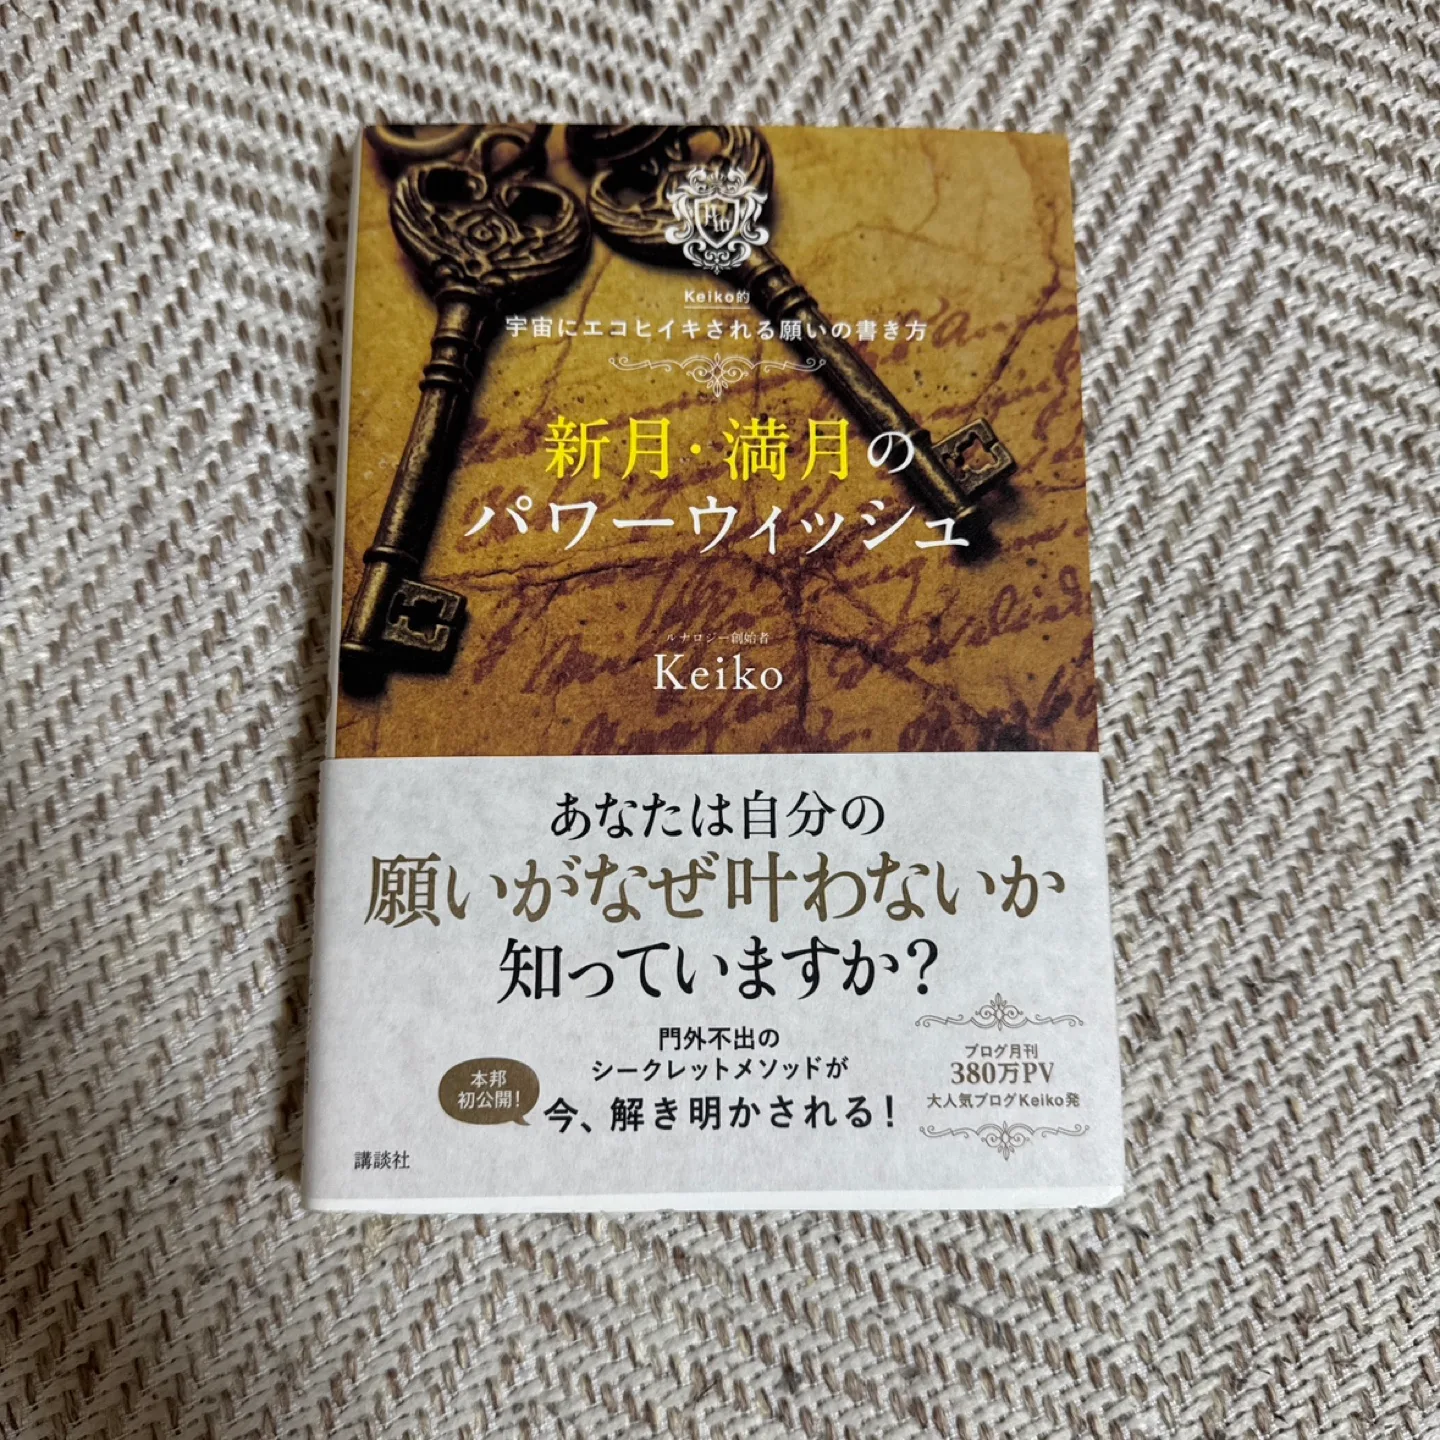 Keiko的
宇宙にエコヒイキされる願いの書き方
新月・満月の
パワーウィッシュ
ルナロジー創始者
Keiko
あなたは自分の
願いがなぜ叶わないか
知っていますか?
門外不出の
シークレットメソッドが
本邦
初公開!
今、解き明かされる!
ブログ月刊
380万PV
大人気ブログKeiko発
講談社